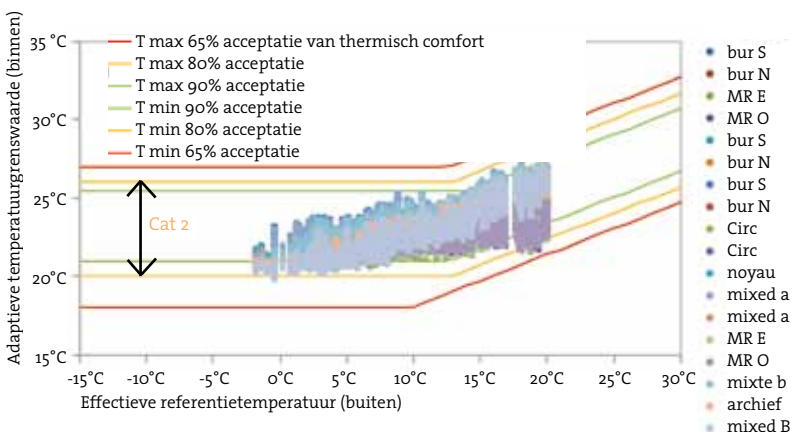 Adaptieve temperatuurgrenswaarde (binnen)
35 °C
30°C
25°C
20°C
15°C
T max 65% acceptatie van thermisch comfort
T max 80% acceptatie
T max 90% acceptatie
T min 90% acceptatie
T min 80% acceptatie
T min 65% acceptatie
Cat 2
-15°C -10°C -5°C 0°C 5°C 10°C 15°C 20°C 25°C 30°C
Effectieve referentietemperatuur (buiten)
bur S
bur N
MR E
MR O
bur S
bur N
bur S
bur N
Circ
Circ
noyau
mixed a
mixed a
MR E
MR O
mixte b
archief
mixed B